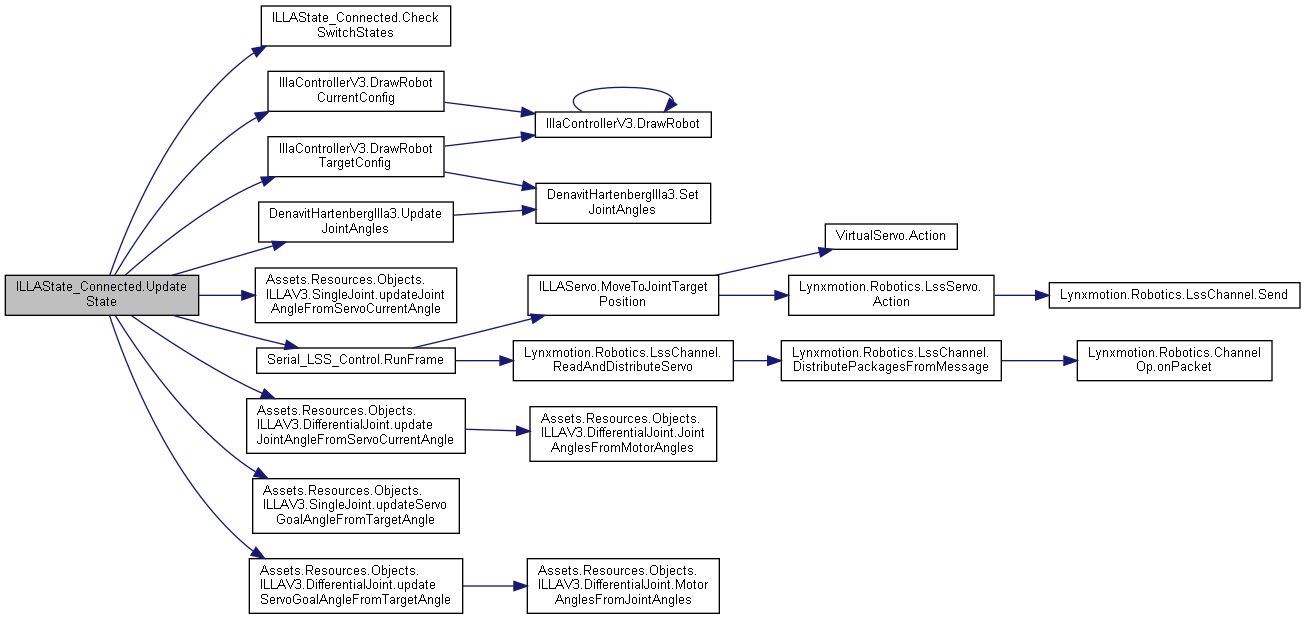 ILLAState_Connected.Update
State
ILLAState_Connected.Check
SwitchStates
IllaControllerV3.DrawRobot
CurrentConfig
IllaControllerV3.DrawRobot
TargetConfig
DenavitHartenbergIlla3.Update
JointAngles
Assets.Resources.Objects.
ILLAV3.SingleJoint.updateJoint
AngleFromServoCurrentAngle
Serial_LSS_Control.RunFrame
Assets.Resources.Objects.
ILLAV3.DifferentialJoint.update
JointAngleFromServoCurrentAngle
Assets.Resources.Objects.
ILLAV3.SingleJoint.updateServo
GoalAngleFromTargetAngle
Assets.Resources.Objects.
ILLAV3.DifferentialJoint.update
ServoGoalAngleFromTargetAngle
IllaControllerV3.DrawRobot
DenavitHartenbergIlla3.Set
JointAngles
ILLAServo.MoveToJointTarget
Position
Lynxmotion.Robotics.LssChannel.
ReadAndDistributeServo
Assets.Resources.Objects.
ILLAV3.DifferentialJoint.Joint
AnglesFromMotorAngles
Assets.Resources.Objects.
ILLAV3.DifferentialJoint.Motor
AnglesFromJointAngles
VirtualServo.Action
Lynxmotion.Robotics.LssServo.
Action
Lynxmotion.Robotics.LssChannel.
DistributePackagesFromMessage
Lynxmotion.Robotics.LssChannel.Send
Lynxmotion.Robotics.Channel
Op.onPacket